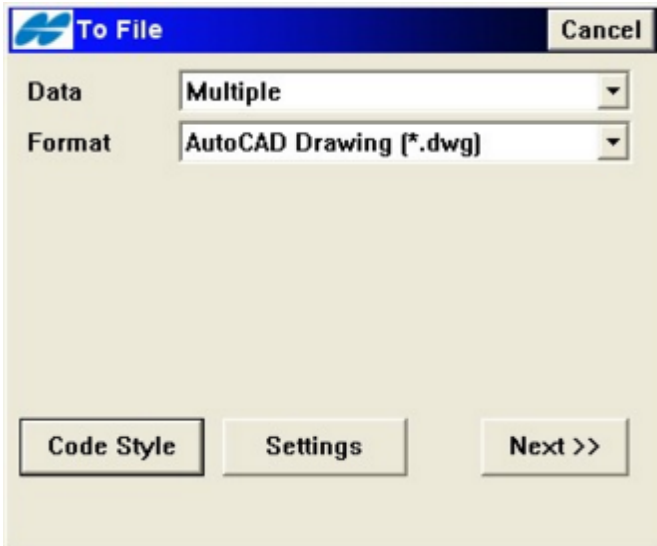 To File Cancel
Data Multiple
Format AutoCAD Drawing (*.dwg)
Code Style Settings Next >>